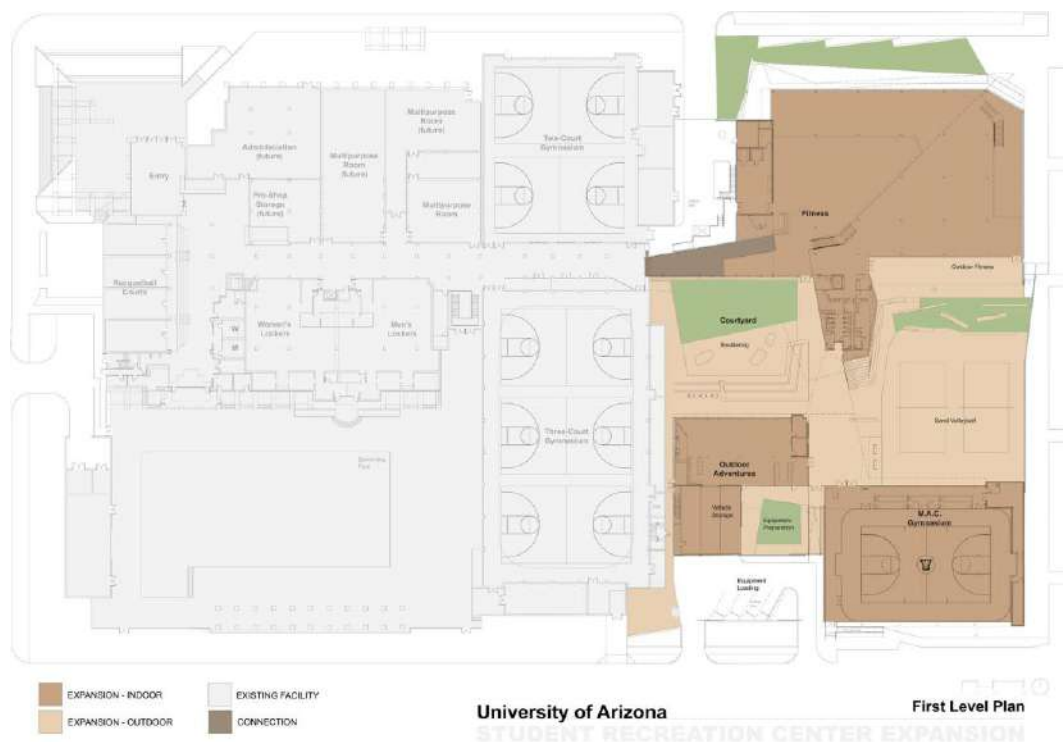 Administration
(future)
Entry
Pro-Shop
Storage
(future)
Multipurpose
Room
(future)
Multipurpose
Room
(future)
Multipurpose
Room
Two-Court
Gymnasium
Fitness
Outdoor Fitness
Racquetball
Courts
Women's
Lockers
Men's
Lockers
W
M
Courtyard
Bouldering
Three-Court
Gymnasium
Sand Volleyball
Outdoor
Adventures
Vehicle
Storage
Equipment
Preparation
M.A.C.
Gymnasium
Equipment
Loading
EXPANSION - INDOOR
EXPANSION - OUTDOOR
EXISTING FACILITY
CONNECTION
University of Arizona
First Level Plan
STUDENT RECREATION CENTER EXPANSION